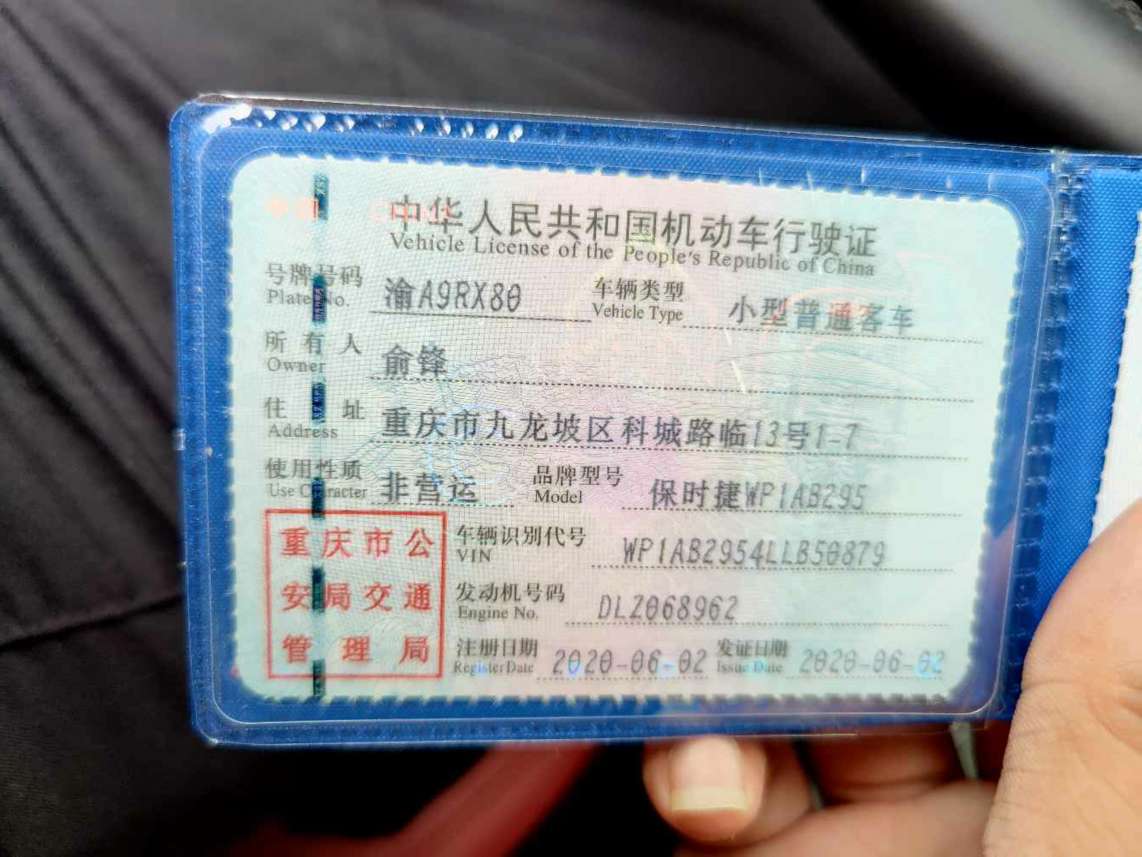 中华人民共和国机动车行驶证
Vehicle License of the People's Republic of China
号牌号码 渝A9RX80 车辆类型 小型普通客车
Plate No. Vehicle Type
所有人 俞锋
Owner
住址 重庆市九龙坡区科城路临13号1-7
Address
使用性质 非营运 品牌型号 保时捷WP1AB295
Use Character Model
重庆市公 车辆识别代号 WP1AB2954LLB50879
VIN
安局交通 发动机号码 DLZ068962
Engine No.
管理局 注册日期 2020-06-02 发证日期 2020-06-02
Register Date Issue Date